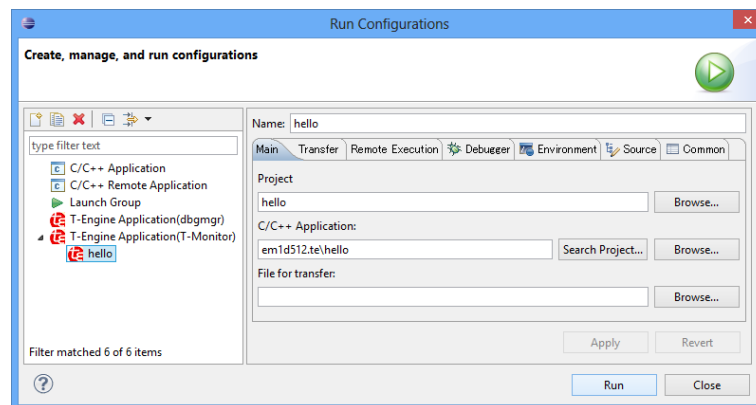 Run Configurations
Create, manage, and run configurations
type filter text
C/C++ Application
C/C++ Remote Application
Launch Group
T-Engine Application(dbgmgr)
T-Engine Application(T-Monitor)
hello
Filter matched 6 of 6 items
Name: hello
Main Transfer Remote Execution Debugger Environment Source Common
Project
hello Browse...
C/C++ Application:
em1d512.te\hello Search Project... Browse...
File for transfer:
Browse...
Apply Revert
Run Close